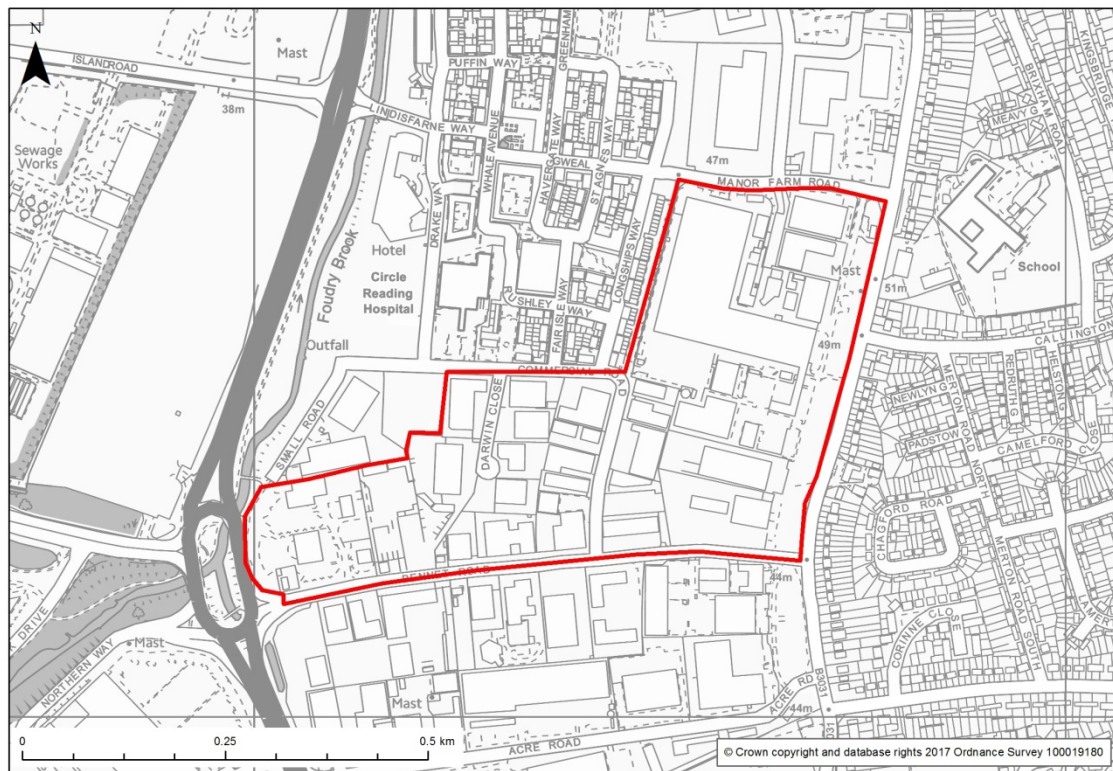 N
Mast
ISLAND ROAD
38m
Sewage
Works
LINDISFARNE WAY
PUFFIN WAY
WHALE AVENUE
GREENHAM
HAVERGATE WAY
GWEAL
ST AGNES WAY
47m
MANOR FARM ROAD
MEAVY G
BRIXHAM ROAD
KINGSBRIDGE
DRAKE WAY
Hotel
Circle
Reading
Hospital
Foudry Brook
Outfall
RUSHLEY WAY
FAIR ISLE WAY
LONGSHIPS WAY
Mast
51m
School
49m
CALLINGTON
COMMERCIAL ROAD
SMALL ROAD
DARWIN CLOSE
NEWLYN G
PADSTOW
MERTON ROAD NORTH
REDRUTH G
HELSTON G
CAMELFORD CLOSE
CHAGFORD ROAD
BENNET ROAD
44m
DRIVE
NORTHERN WAY
Mast
CORINNE CLOSE
MERTON ROAD SOUTH
Mast
ACRE RD
B3031
44m
ACRE ROAD
0 0.25 0.5 km
© Crown copyright and database rights 2017 Ordnance Survey 100019180